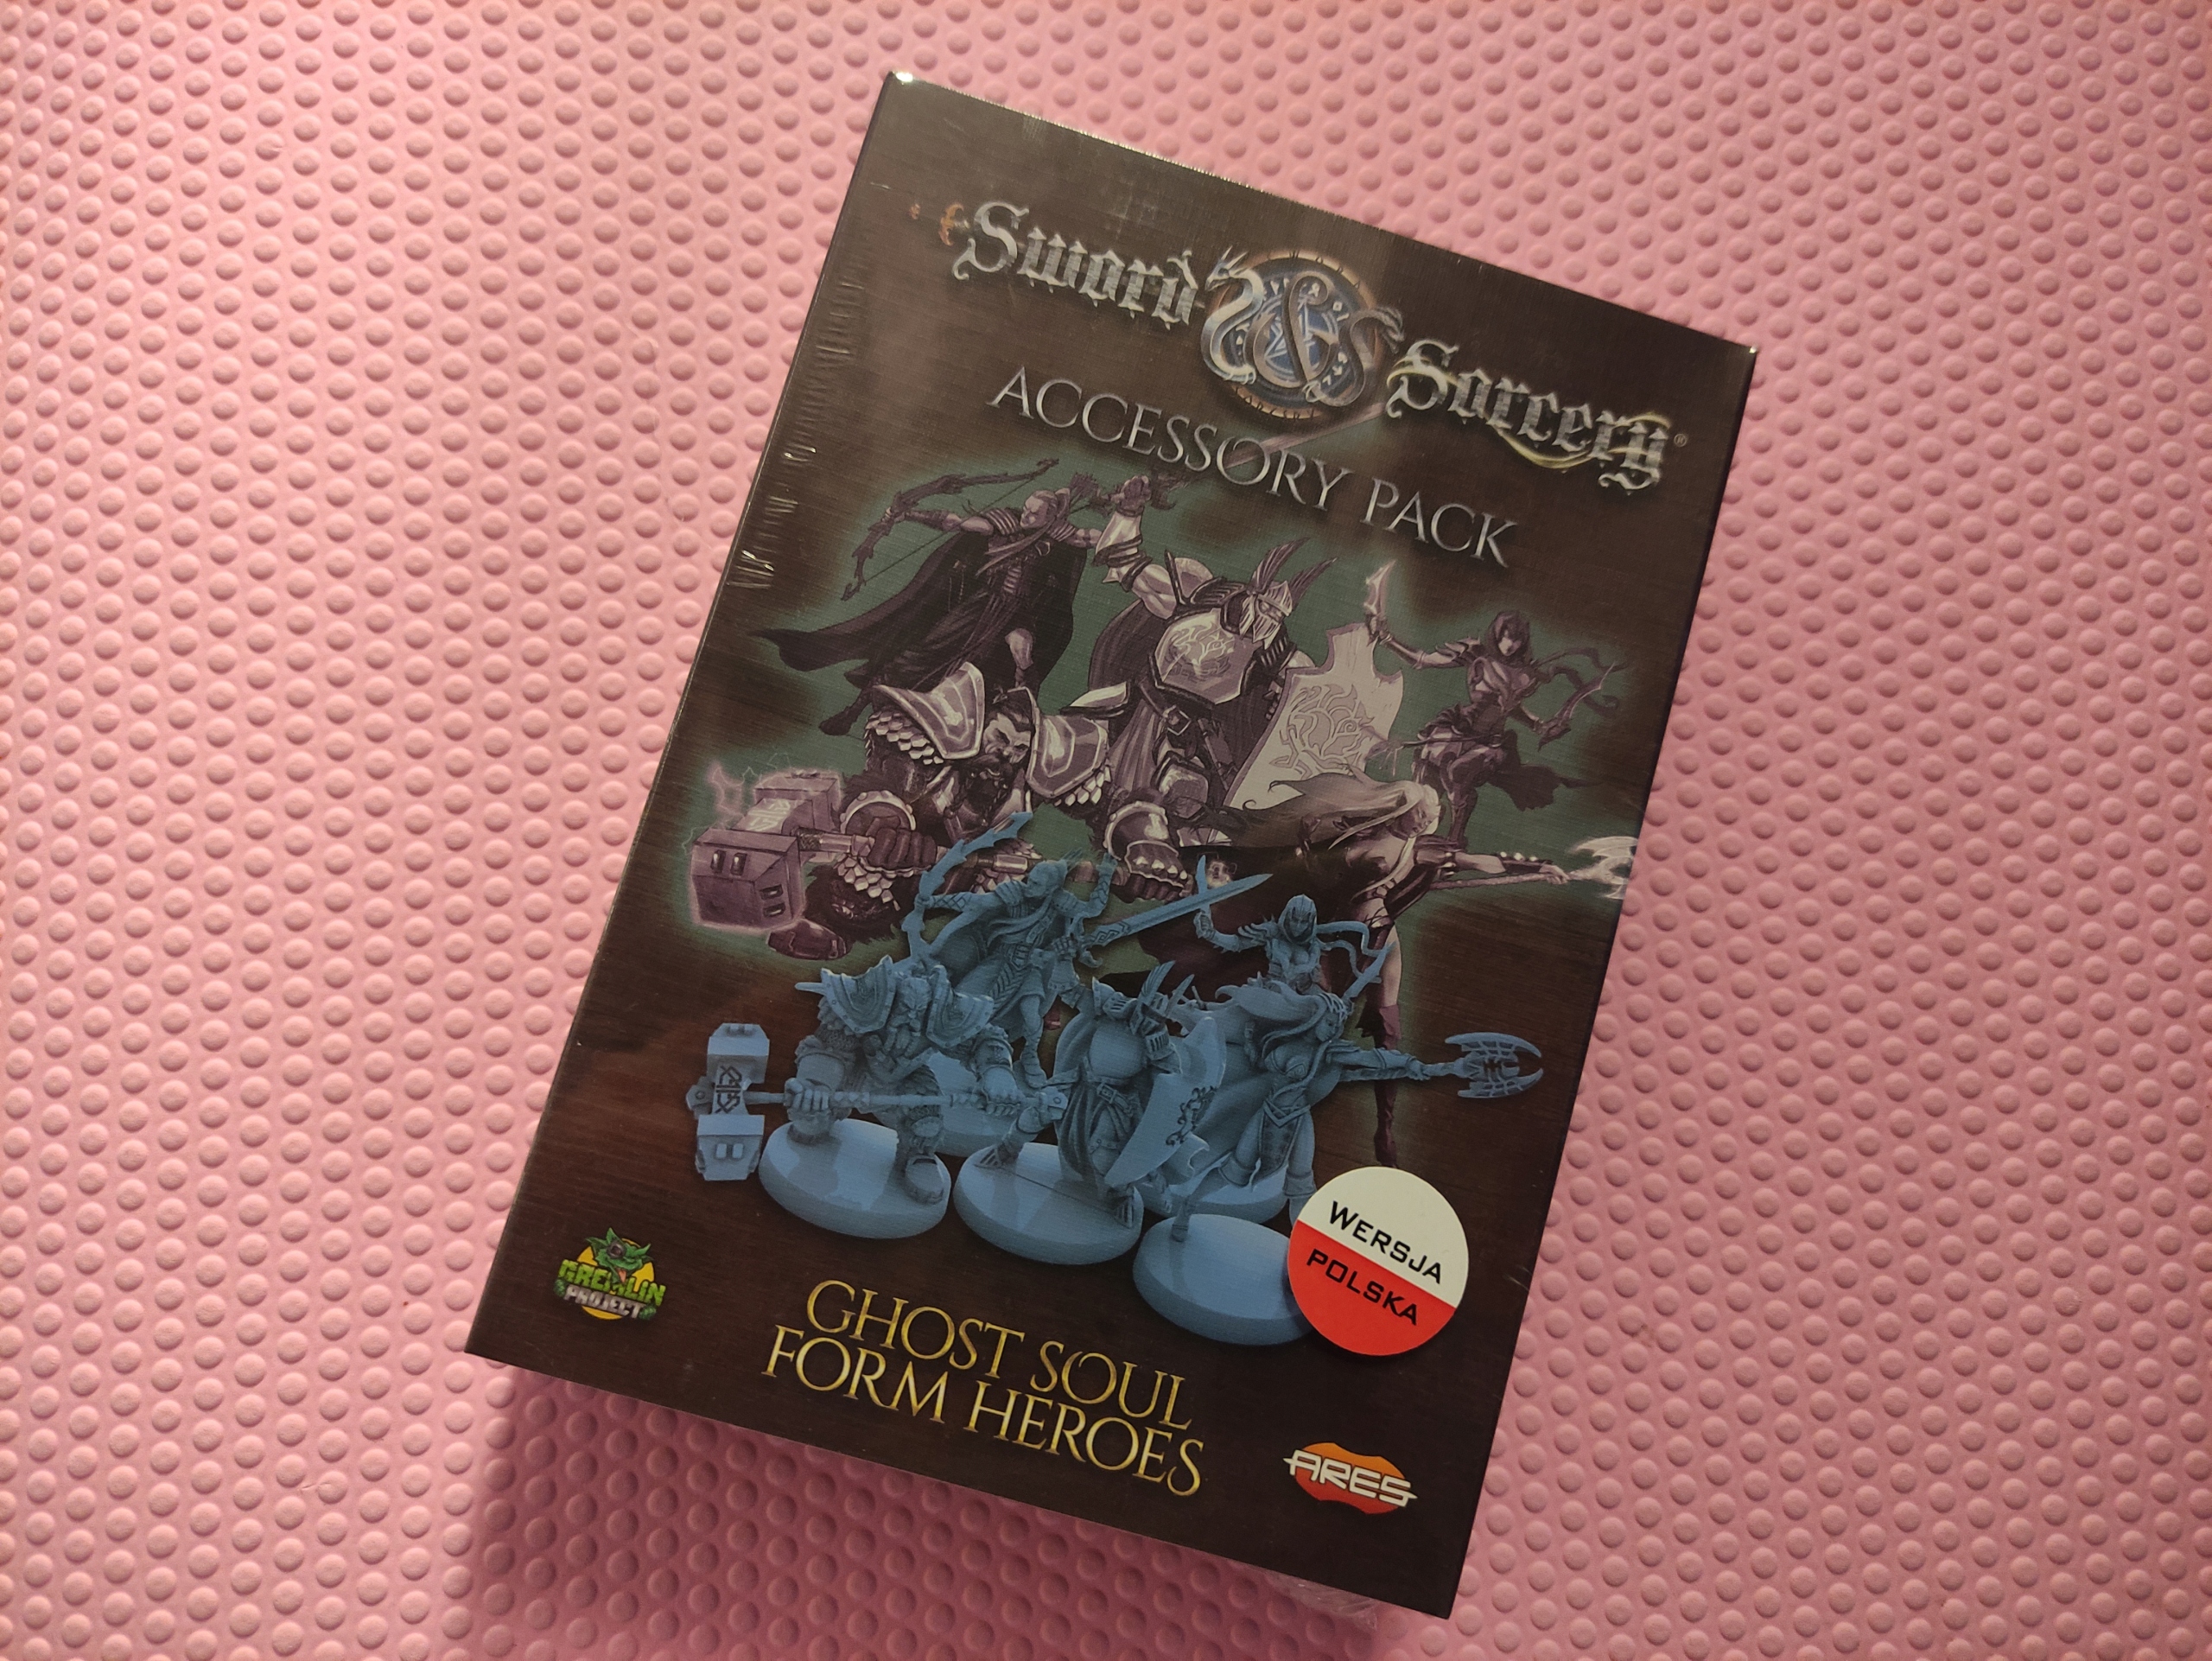 Sword & Sorcery®
ACCESSORY PACK
WERSJA
POLSKA
GREMLIN
PROJECT
GHOST SOUL
FORM HEROES
ARES